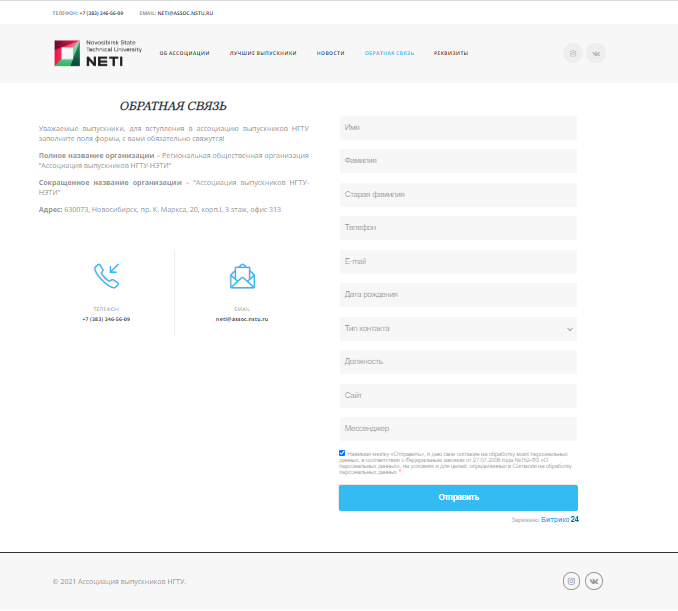 ТЕЛЕФОН: +7 (383) 346-56-09 EMAIL: NETI@ASSOC.NSTU.RU
Novosibirsk State
Technical University
NETI
ОБ АССОЦИАЦИИ ЛУЧШИЕ ВЫПУСКНИКИ НОВОСТИ ОБРАТНАЯ СВЯЗЬ РЕКВИЗИТЫ
ОБРАТНАЯ СВЯЗЬ
Уважаемые выпускники, для вступления в ассоциацию выпускников НГТУ
заполните поля формы, с вами обязательно свяжутся!
Полное название организации – Региональная общественная организация
"Ассоциация выпускников НГТУ-НЭТИ"
Сокращенное название организации – "Ассоциация выпускников НГТУ-
НЭТИ"
Адрес: 630073, Новосибирск, пр. К. Маркса, 20, корп.I, 3 этаж, офис 313
ТЕЛЕФОН
+7 (383) 346-56-09
EMAIL
neti@assoc.nstu.ru
Имя
Фамилия
Старая фамилия
Телефон
E-mail
Дата рождения
Тип контакта
Должность
Сайт
Мессенджер
Нажимая кнопку «Отправить», я даю свое согласие на обработку моих персональных
данных, в соответствии с Федеральным законом от 27.07.2006 года №152-ФЗ «О
персональных данных», на условиях и для целей, определенных в Согласии на обработку
персональных данных *
Отправить
Заряжено Битрикс24
© 2021 Ассоциация выпускников НГТУ.